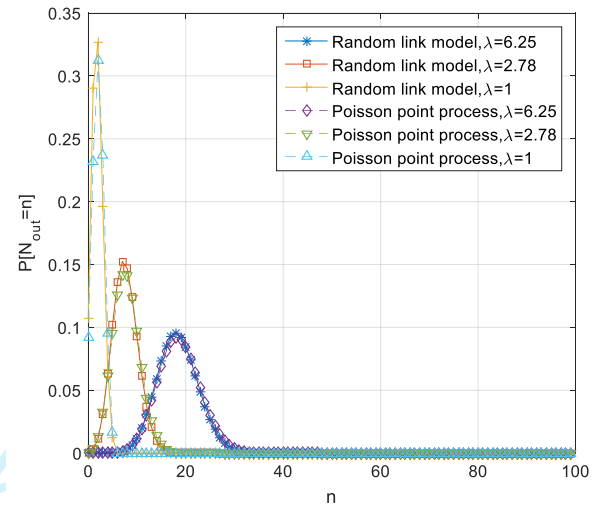 0.35
0.3
0.25
0.2
0.15
0.1
0.05
0
P[N_out=n]
Random link model,λ=6.25
Random link model,λ=2.78
Random link model,λ=1
Poisson point process,λ=6.25
Poisson point process,λ=2.78
Poisson point process,λ=1
0 20 40 60 80 100
n